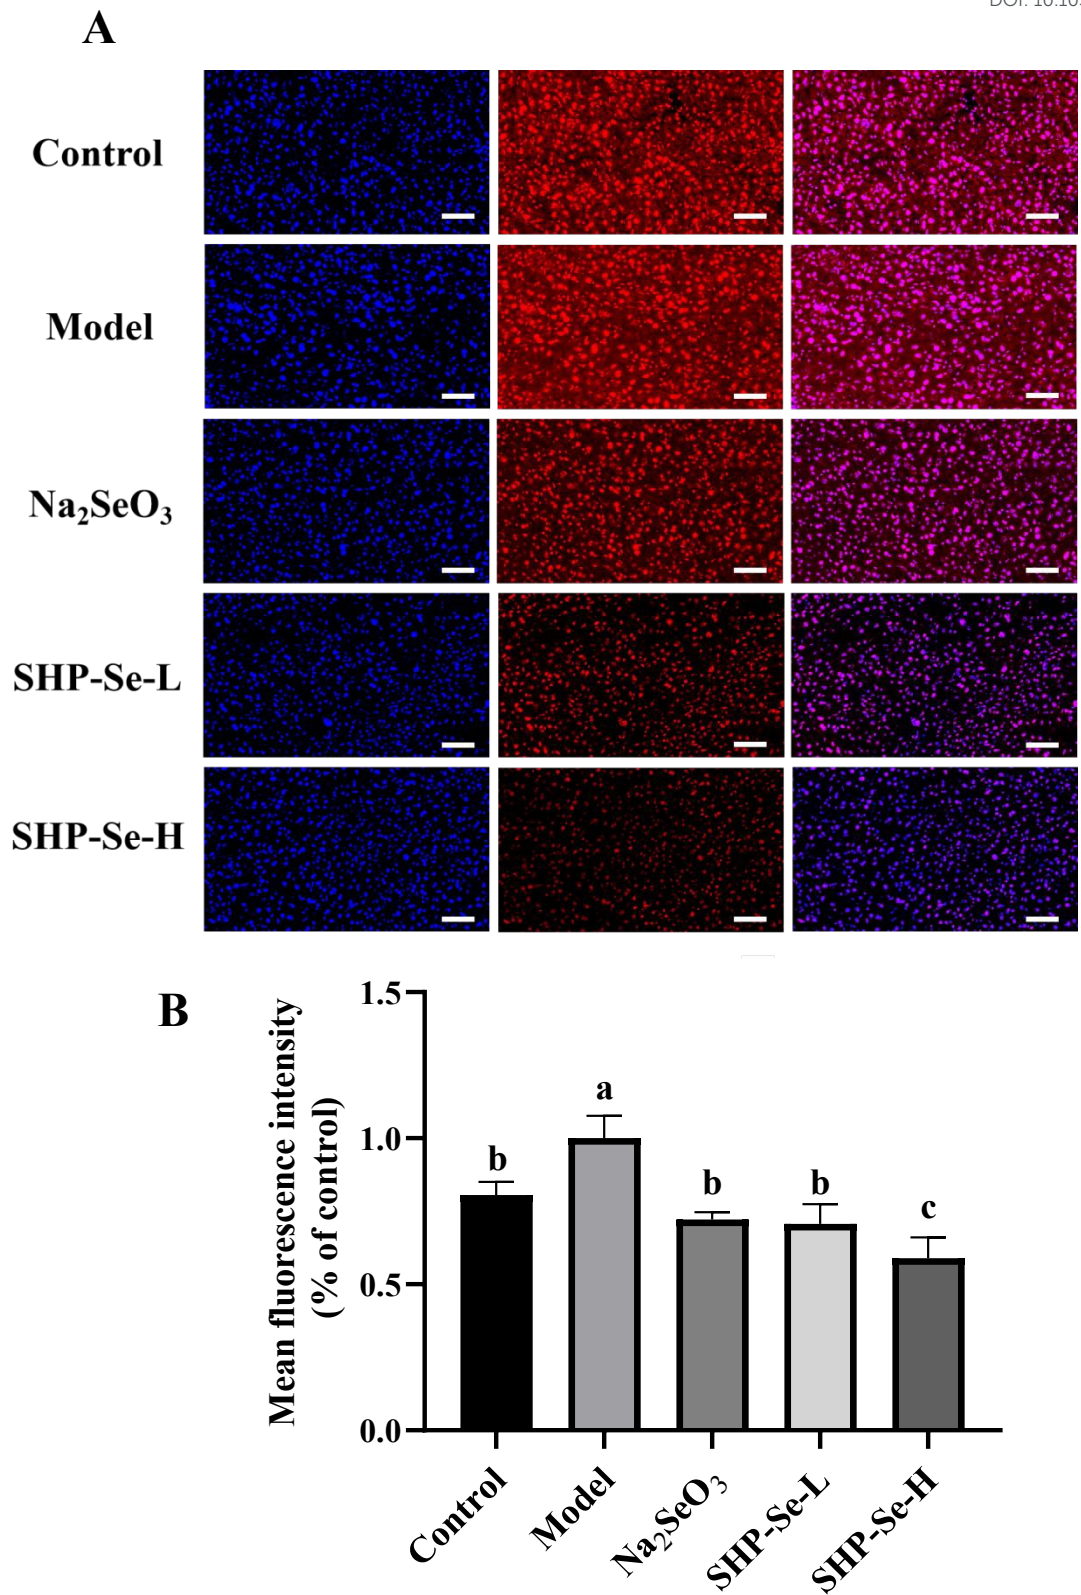 A
Control
Model
Na₂SeO₃
SHP-Se-L
SHP-Se-H
B
Mean fluorescence intensity
(% of control)
1.5
1.0
0.5
0.0
b
a
b
b
c
Control
Model
Na₂SeO₃
SHP-Se-L
SHP-Se-H